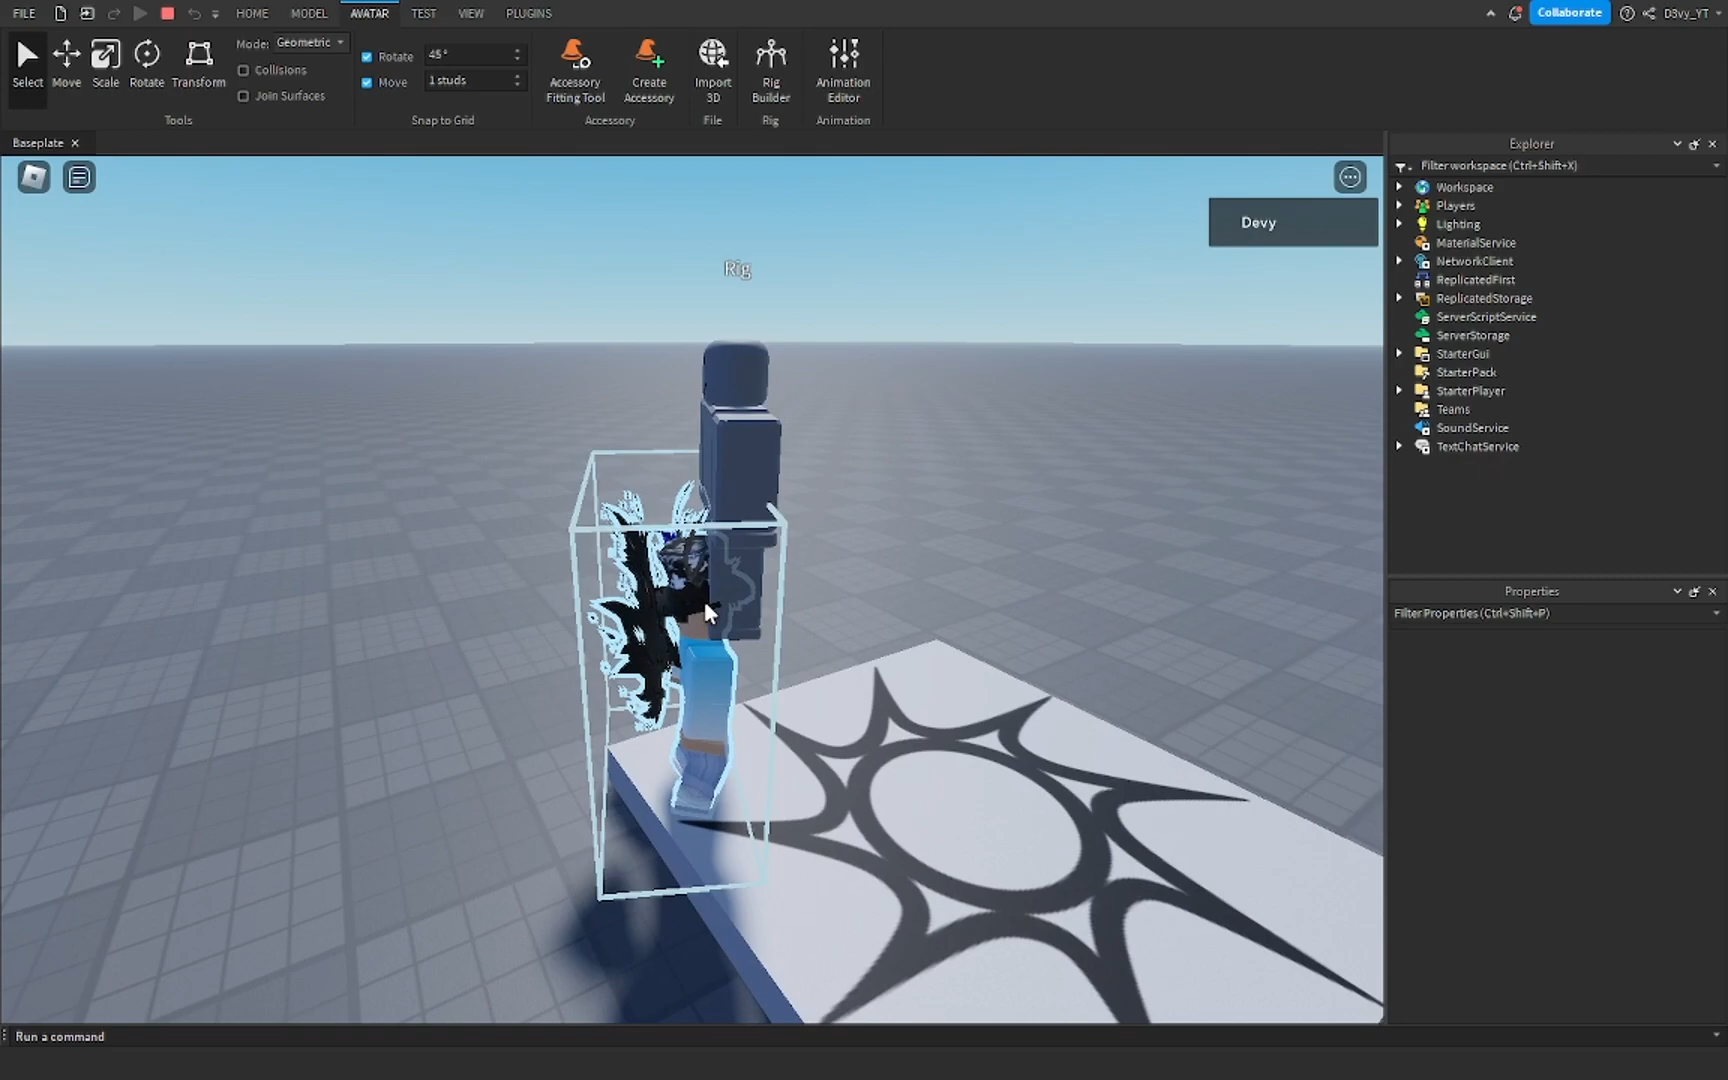 FILE
HOME
MODEL
AVATAR
TEST
VIEW
PLUGINS
Collaborate
D3vy_YT
Select
Move
Scale
Rotate
Transform
Mode: Geometric
Collisions
Join Surfaces
Tools
Rotate 45°
Move 1 studs
Snap to Grid
Accessory
Fitting Tool
Create
Accessory
Accessory
Import
3D
File
Rig
Builder
Rig
Animation
Editor
Animation
Baseplate
Devy
Rig
Explorer
Filter workspace (Ctrl+Shift+X)
Workspace
Players
Lighting
MaterialService
NetworkClient
ReplicatedFirst
ReplicatedStorage
ServerScriptService
ServerStorage
StarterGui
StarterPack
StarterPlayer
Teams
SoundService
TextChatService
Properties
Filter Properties (Ctrl+Shift+P)
Run a command